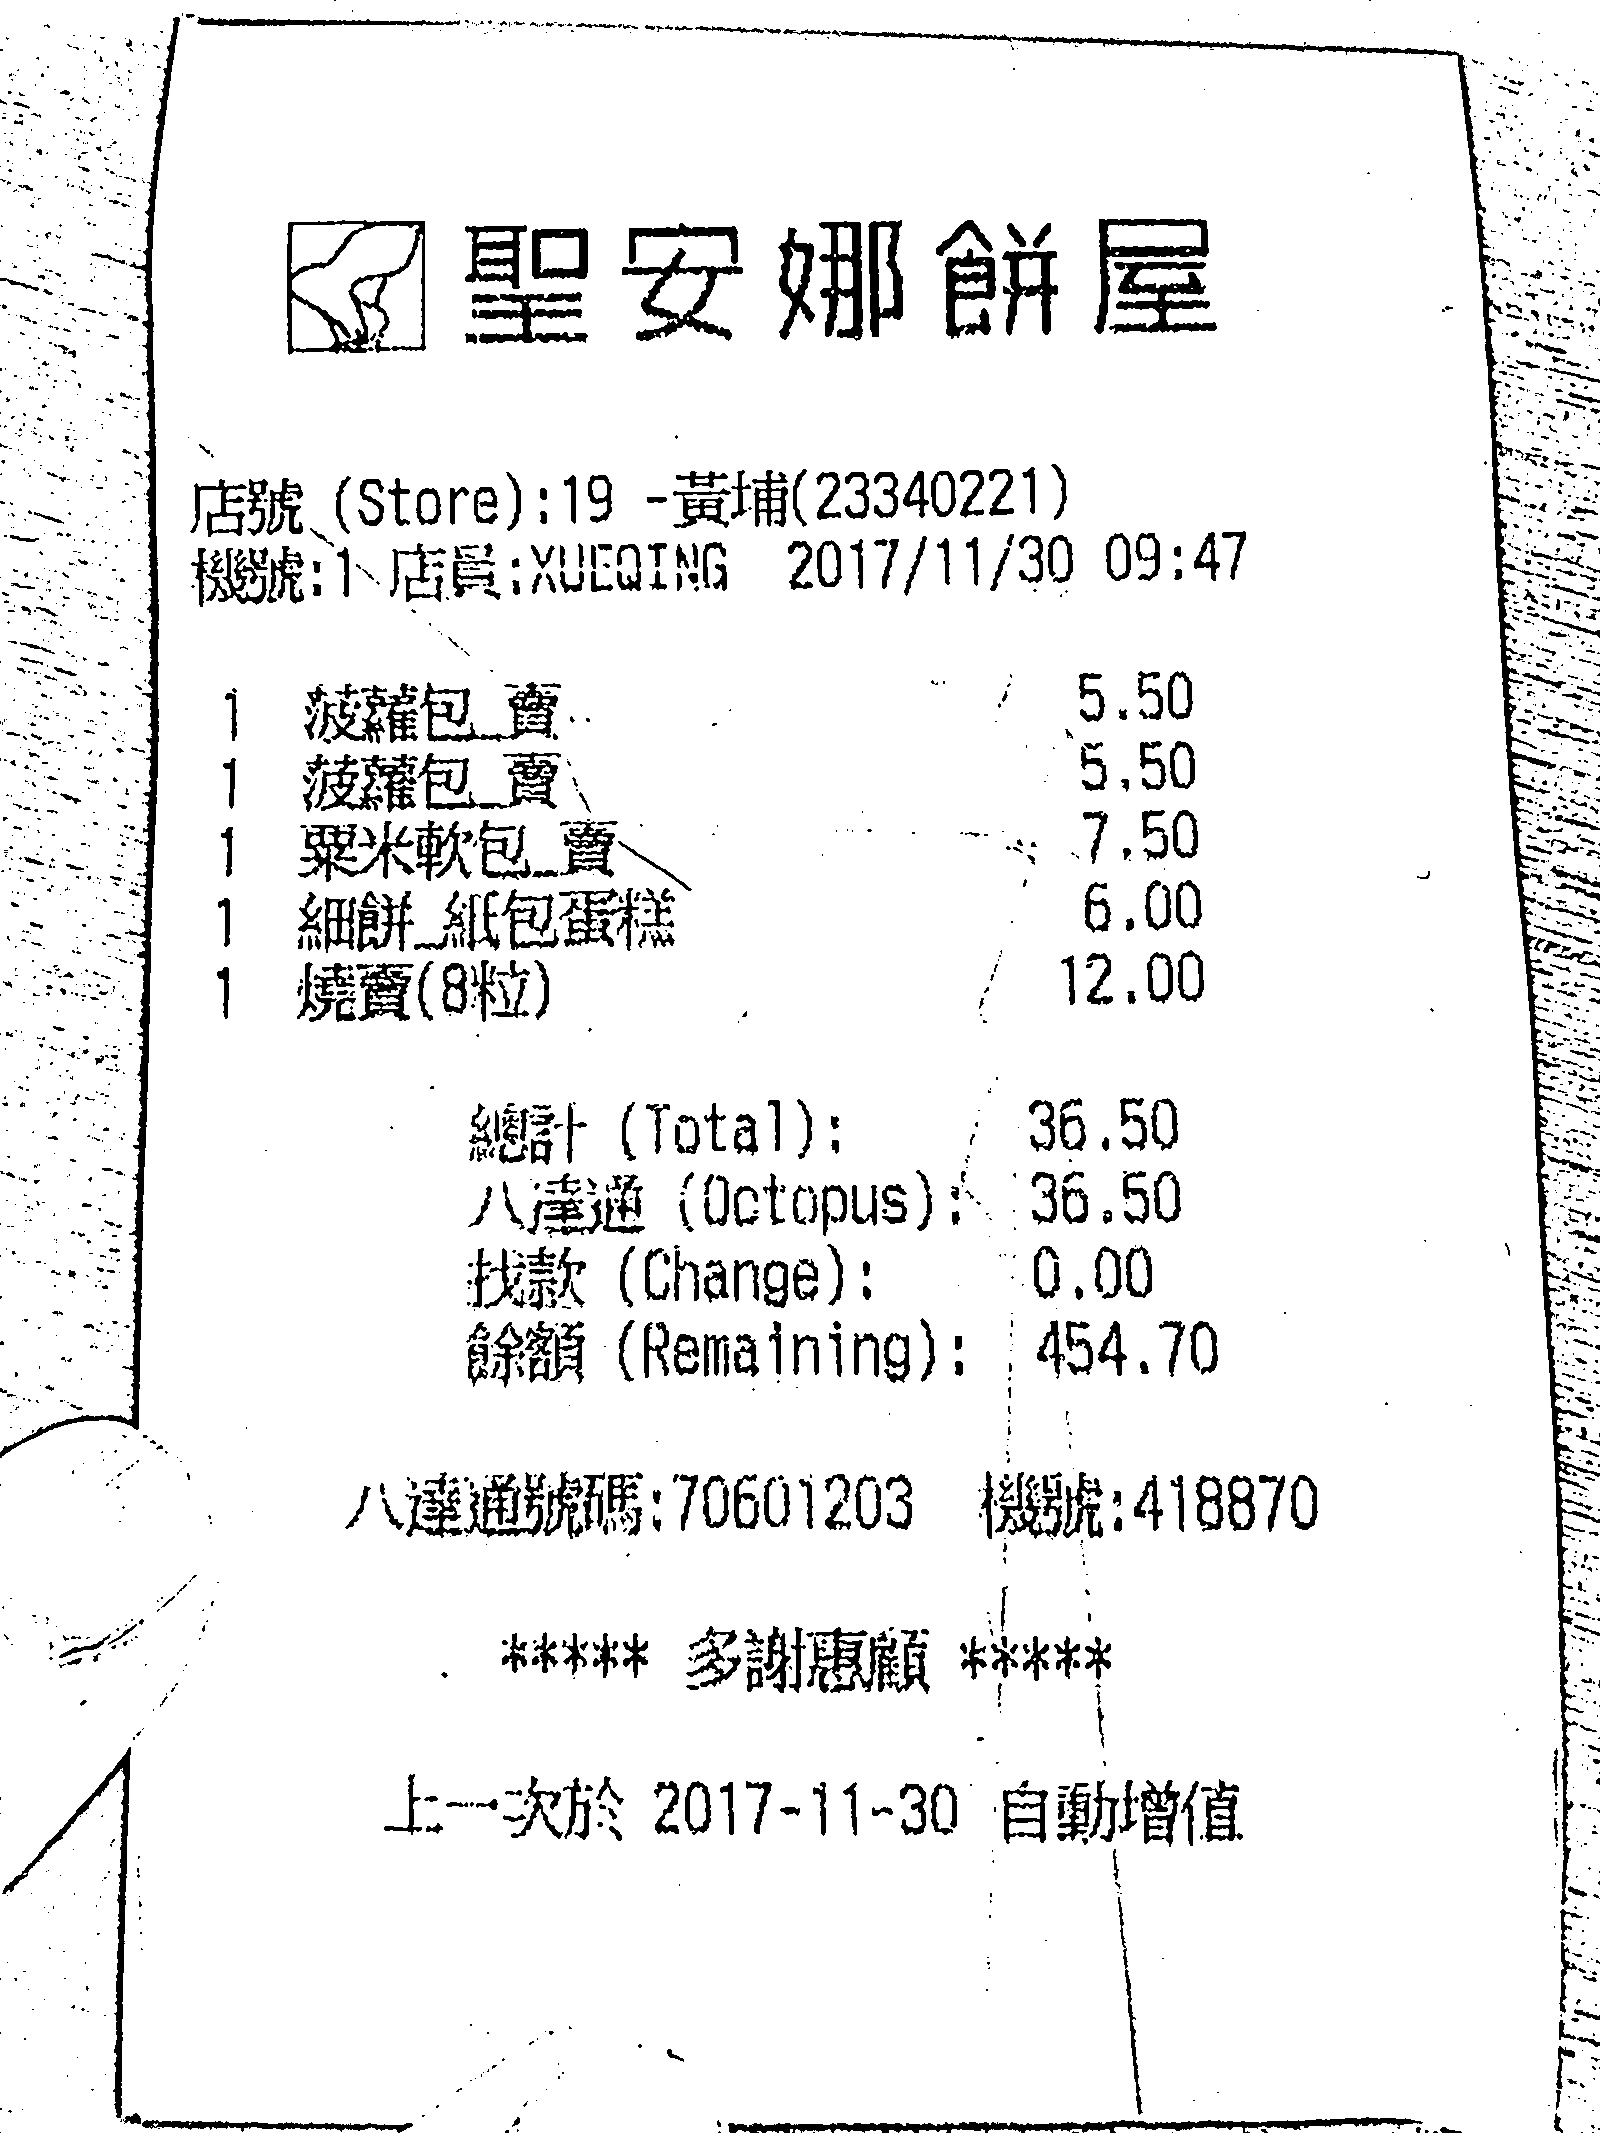 聖安娜餅屋
店號 (Store):19 -黃埔(23340221)
機號:1 店員:XUEQING 2017/11/30 09:47
1 菠蘿包_賣 5.50
1 菠蘿包_賣 5.50
1 粟米軟包_賣 7.50
1 細餅_紙包蛋糕 6.00
1 燒賣(8粒) 12.00
總計 (Total): 36.50
八達通 (Octopus): 36.50
找款 (Change): 0.00
餘額 (Remaining): 454.70
八達通號碼:70601203 機號:418870
***** 多謝惠顧 *****
上一次於 2017-11-30 自動增值